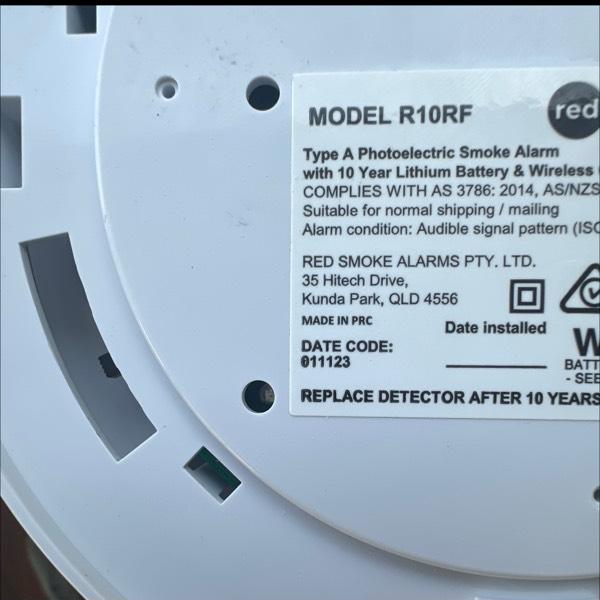 MODEL R10RF
red
Type A Photoelectric Smoke Alarm
with 10 Year Lithium Battery & Wireless
COMPLIES WITH AS 3786: 2014, AS/NZS
Suitable for normal shipping / mailing
Alarm condition: Audible signal pattern (ISO
RED SMOKE ALARMS PTY. LTD.
35 Hitech Drive,
Kunda Park, QLD 4556
MADE IN PRC
Date installed
DATE CODE:
011123
W
BATT
- SEE
REPLACE DETECTOR AFTER 10 YEARS